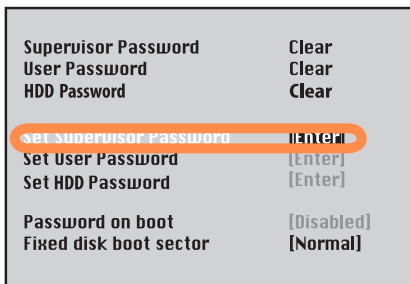 Supervisor Password Clear
User Password Clear
HDD Password Clear
Set Supervisor Password [Enter]
Set User Password [Enter]
Set HDD Password [Enter]
Password on boot [Disabled]
Fixed disk boot sector [Normal]